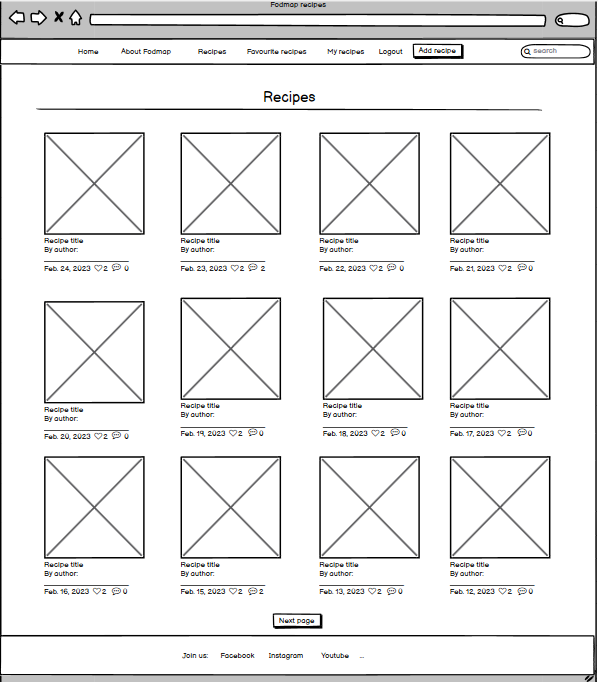 Fodmap recipes
Home About Fodmap Recipes Favourite recipes My recipes Logout Add recipe search
Recipes
Recipe title Recipe title Recipe title Recipe title
By author: By author: By author: By author:
Feb. 24, 2023 2 0 Feb. 23, 2023 2 2 Feb. 22, 2023 2 0 Feb. 21, 2023 2 0
Recipe title Recipe title Recipe title Recipe title
By author: By author: By author: By author:
Feb. 20, 2023 2 0 Feb. 19, 2023 2 0 Feb. 18, 2023 2 0 Feb. 17, 2023 2 0
Recipe title Recipe title Recipe title Recipe title
By author: By author: By author: By author:
Feb. 16, 2023 2 0 Feb. 15, 2023 2 2 Feb. 13, 2023 2 0 Feb. 12, 2023 2 0
Next page
Join us: Facebook Instagram Youtube ...